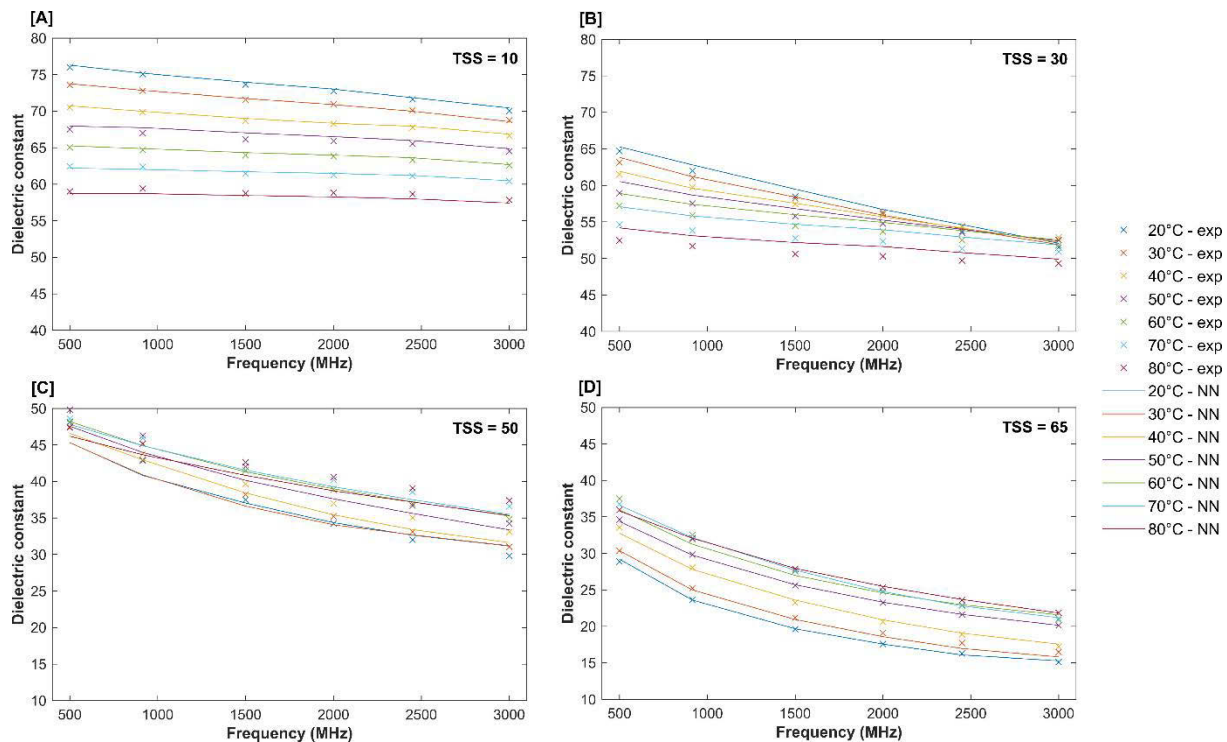 [A]
TSS = 10
Dielectric constant
80
75
70
65
60
55
50
45
40
500 1000 1500 2000 2500 3000
Frequency (MHz)
[B]
TSS = 30
Dielectric constant
80
75
70
65
60
55
50
45
40
500 1000 1500 2000 2500 3000
Frequency (MHz)
[C]
TSS = 50
Dielectric constant
50
45
40
35
30
25
20
15
10
500 1000 1500 2000 2500 3000
Frequency (MHz)
[D]
TSS = 65
Dielectric constant
50
45
40
35
30
25
20
15
10
500 1000 1500 2000 2500 3000
Frequency (MHz)
20°C - exp
30°C - exp
40°C - exp
50°C - exp
60°C - exp
70°C - exp
80°C - exp
20°C - NN
30°C - NN
40°C - NN
50°C - NN
60°C - NN
70°C - NN
80°C - NN